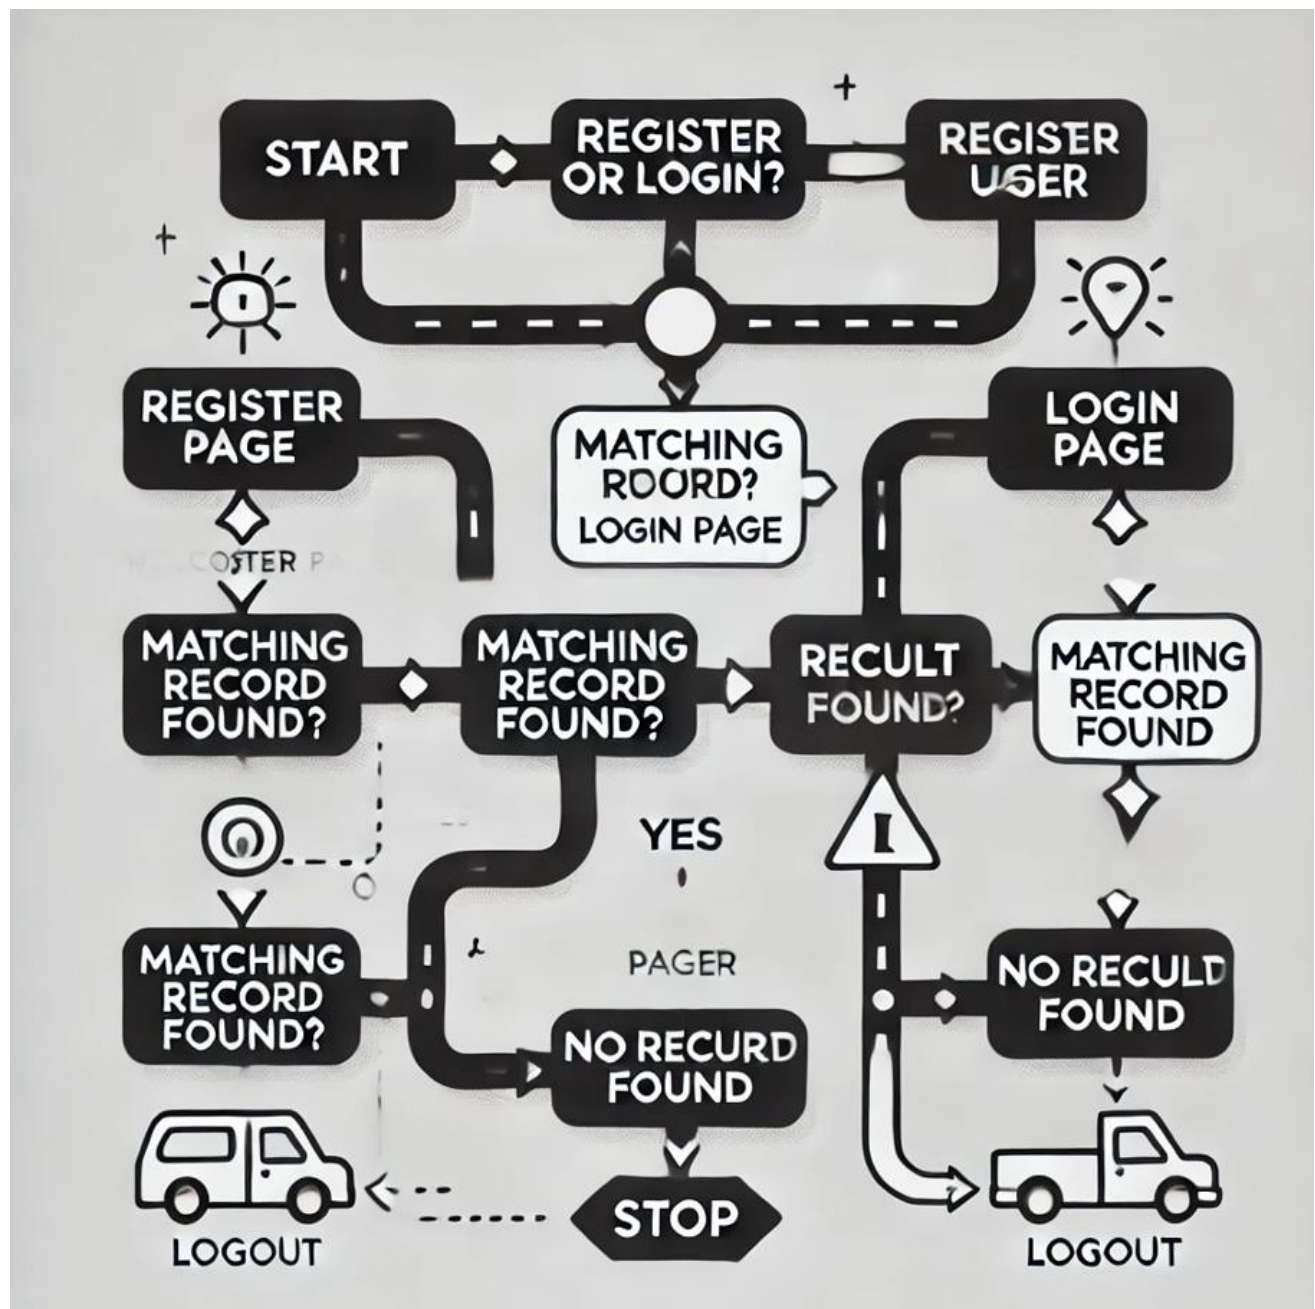 START
REGISTER
OR LOGIN?
REGISER
USER
REGISTER
PAGE
MATCHING
ROORD?
LOGIN PAGE
LOGIN
PAGE
MATCHING
RECORD
FOUND?
MATCHING
RECORD
FOUND?
RECULT
FOUND?
MATCHING
RECORD
FOUND
YES
PAGER
MATCHING
RECORD
FOUND?
NO RECURD
FOUND
NO RECULD
FOUND
STOP
LOGOUT
LOGOUT